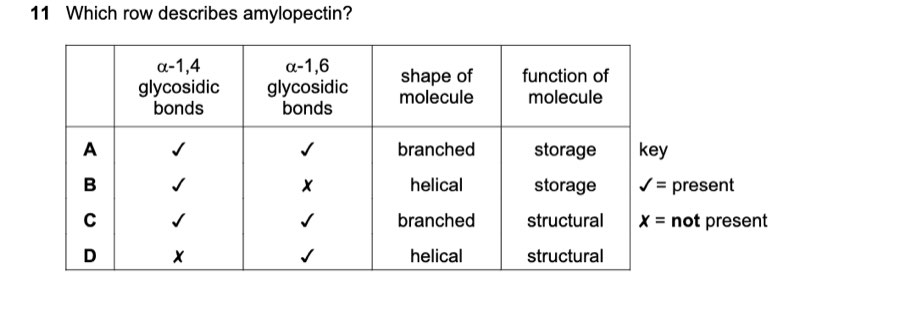 11 Which row describes amylopectin?
α-1,4 glycosidic bonds α-1,6 glycosidic bonds shape of molecule function of molecule
A ✓ ✓ branched storage key
B ✓ ✗ helical storage ✓ = present
C ✓ ✓ branched structural ✗ = not present
D ✗ ✓ helical structural